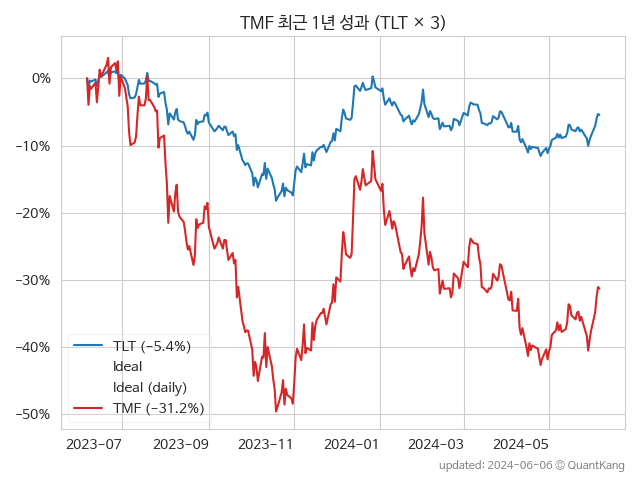 TMF 최근 1년 성과 (TLT × 3)
0%
−10%
−20%
−30%
−40%
−50%
TLT (−5.4%)
Ideal
Ideal (daily)
TMF (−31.2%)
2023-07 2023-09 2023-11 2024-01 2024-03 2024-05
updated: 2024-06-06 © QuantKang